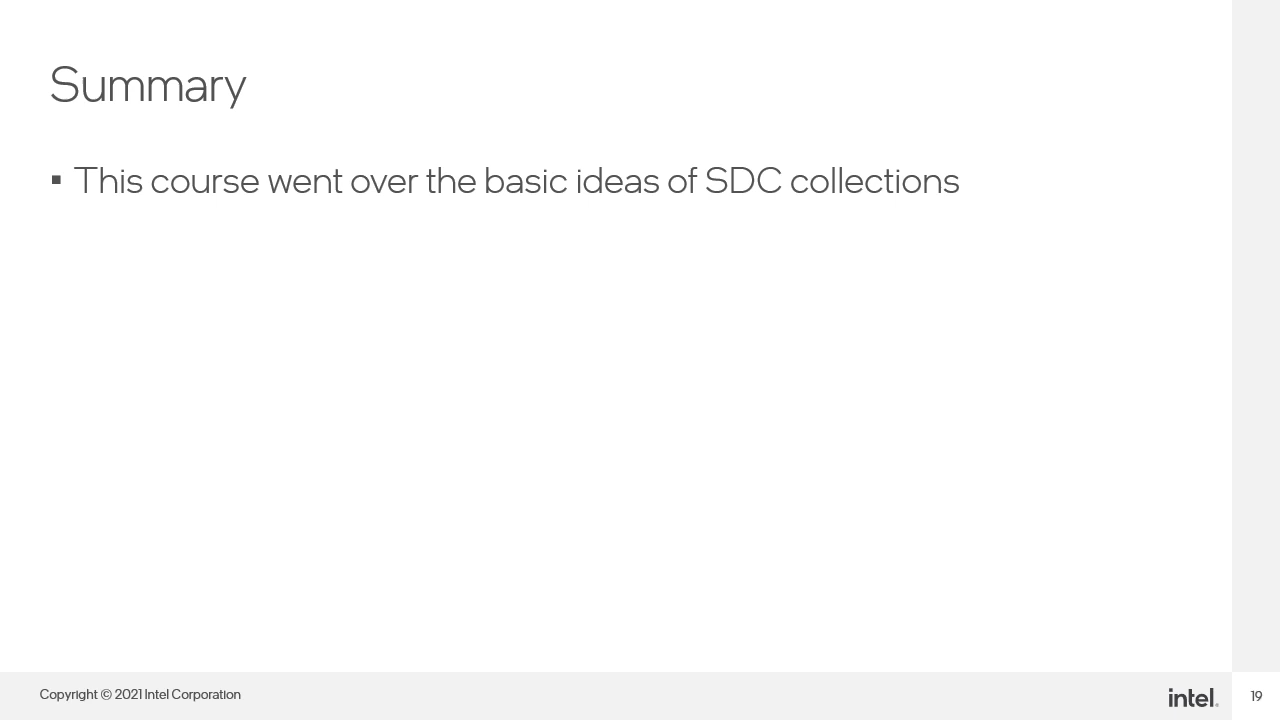 Summary
▪ This course went over the basic ideas of SDC collections
Copyright © 2021 Intel Corporation
intel.
19